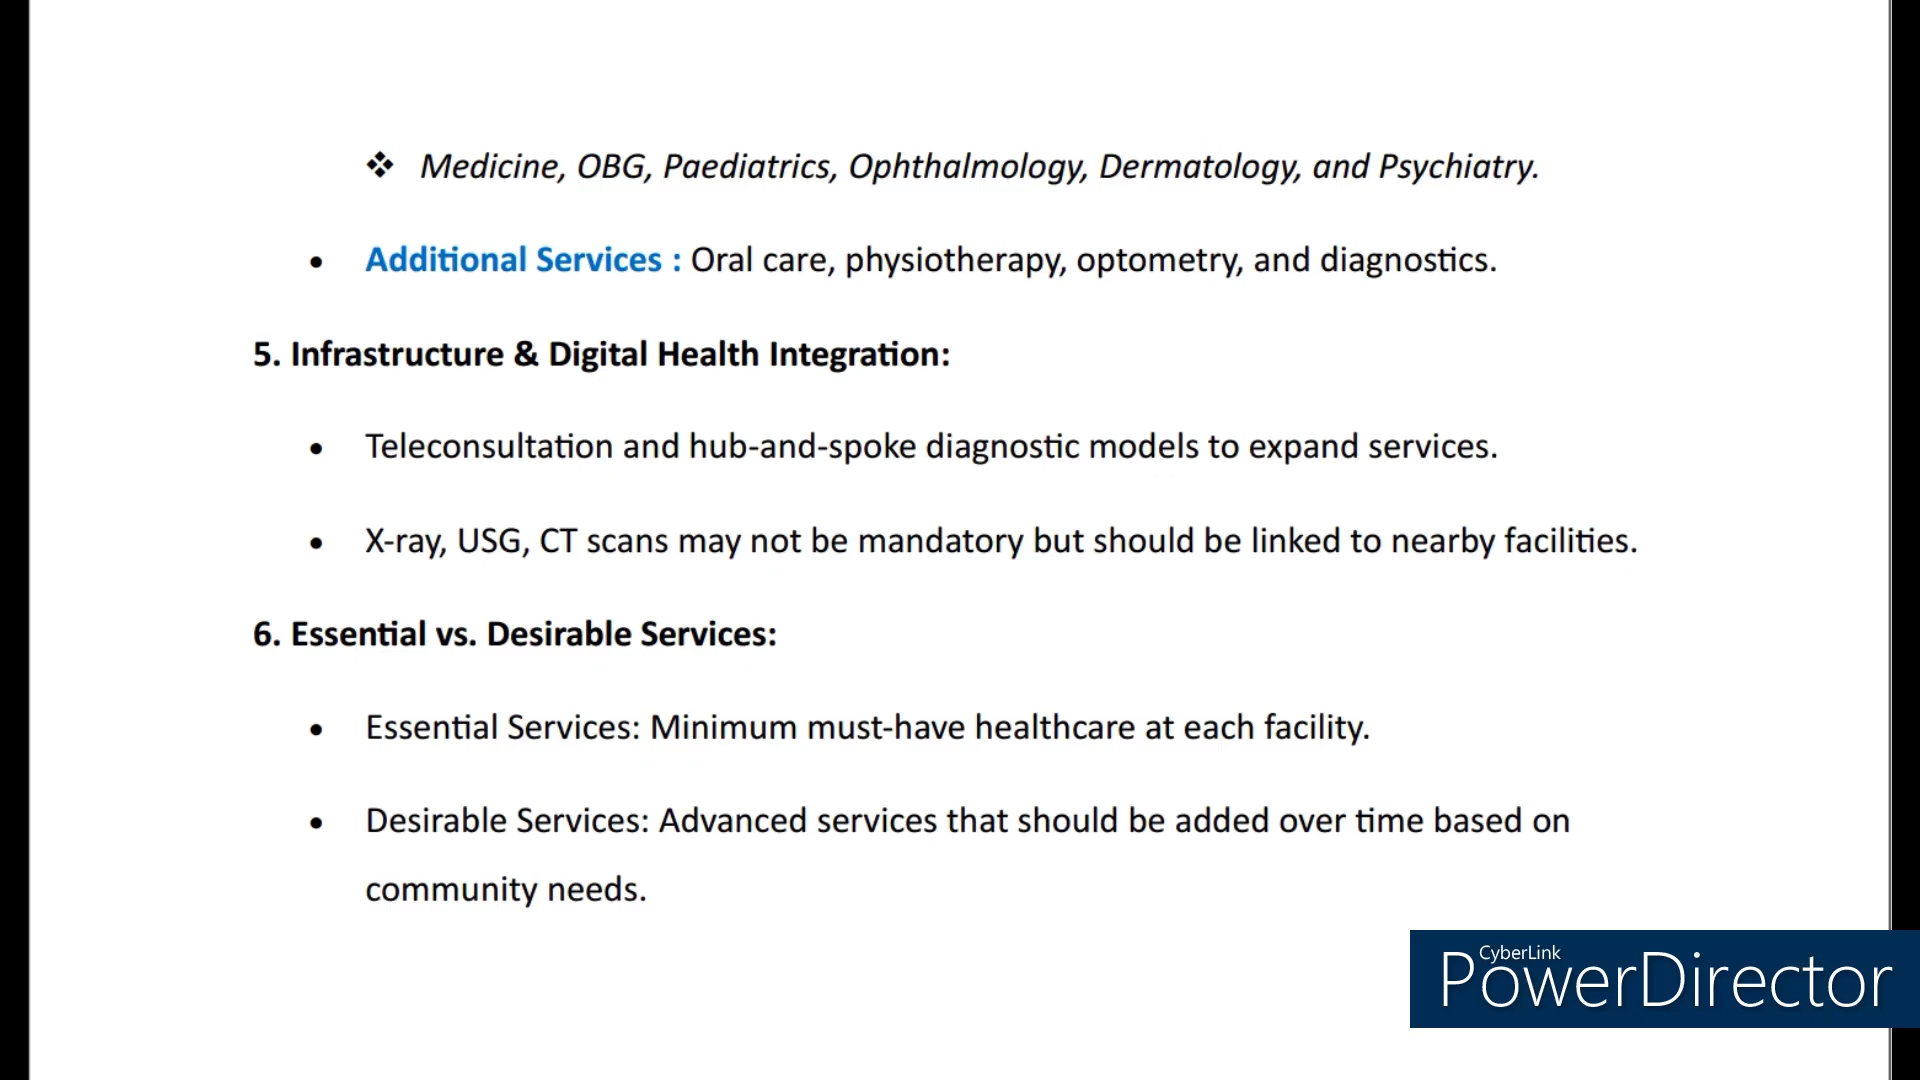 ❖ Medicine, OBG, Paediatrics, Ophthalmology, Dermatology, and Psychiatry.
• Additional Services : Oral care, physiotherapy, optometry, and diagnostics.
5. Infrastructure & Digital Health Integration:
• Teleconsultation and hub-and-spoke diagnostic models to expand services.
• X-ray, USG, CT scans may not be mandatory but should be linked to nearby facilities.
6. Essential vs. Desirable Services:
• Essential Services: Minimum must-have healthcare at each facility.
• Desirable Services: Advanced services that should be added over time based on
community needs.
CyberLink
PowerDirector